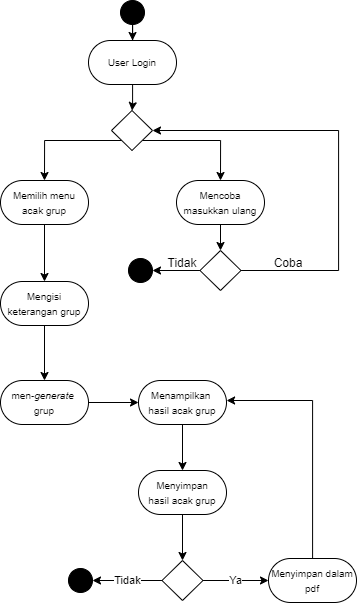 User Login
Memilih menu
acak grup
Mencoba
masukkan ulang
Tidak
Coba
Mengisi
keterangan grup
men-generate
grup
Menampilkan
hasil acak grup
Menyimpan
hasil acak grup
Tidak
Ya
Menyimpan dalam
pdf